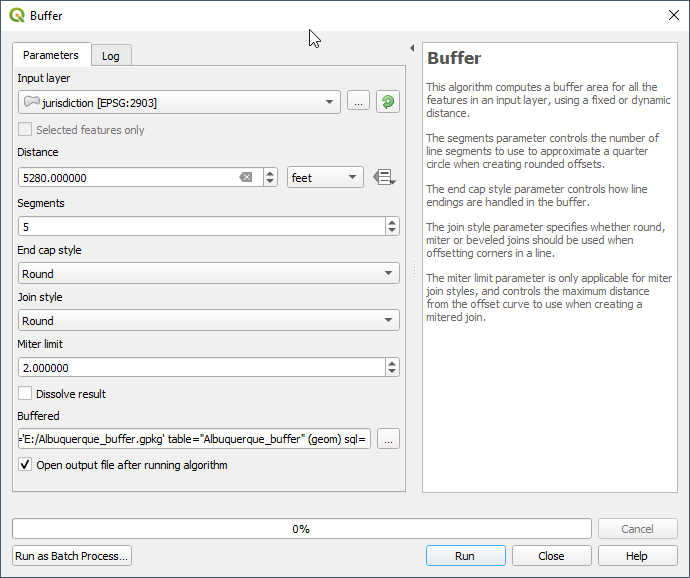 Buffer
Parameters
Log
Input layer
jurisdiction [EPSG:2903]
...
Selected features only
Distance
5280.000000
feet
Segments
5
End cap style
Round
Join style
Round
Miter limit
2.000000
Dissolve result
Buffered
='E:/Albuquerque_buffer.gpkg' table="Albuquerque_buffer" (geom) sql=
...
Open output file after running algorithm
Buffer
This algorithm computes a buffer area for all the
features in an input layer, using a fixed or dynamic
distance.
The segments parameter controls the number of
line segments to use to approximate a quarter
circle when creating rounded offsets.
The end cap style parameter controls how line
endings are handled in the buffer.
The join style parameter specifies whether round,
miter or beveled joins should be used when
offsetting corners in a line.
The miter limit parameter is only applicable for miter
join styles, and controls the maximum distance
from the offset curve to use when creating a
mitered join.
0%
Cancel
Run as Batch Process...
Run
Close
Help